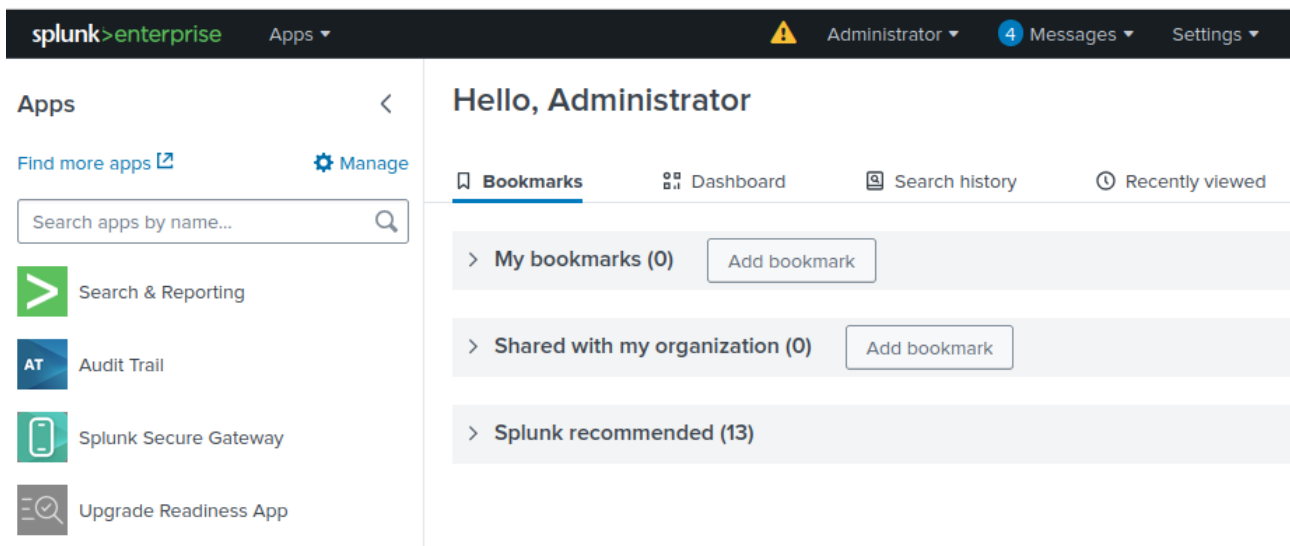 splunk>enterprise Apps ▾ Administrator ▾ 4 Messages ▾ Settings ▾
Apps
Find more apps Manage
Search apps by name...
Search & Reporting
AT Audit Trail
Splunk Secure Gateway
Upgrade Readiness App
Hello, Administrator
Bookmarks Dashboard Search history Recently viewed
My bookmarks (0) Add bookmark
Shared with my organization (0) Add bookmark
Splunk recommended (13)